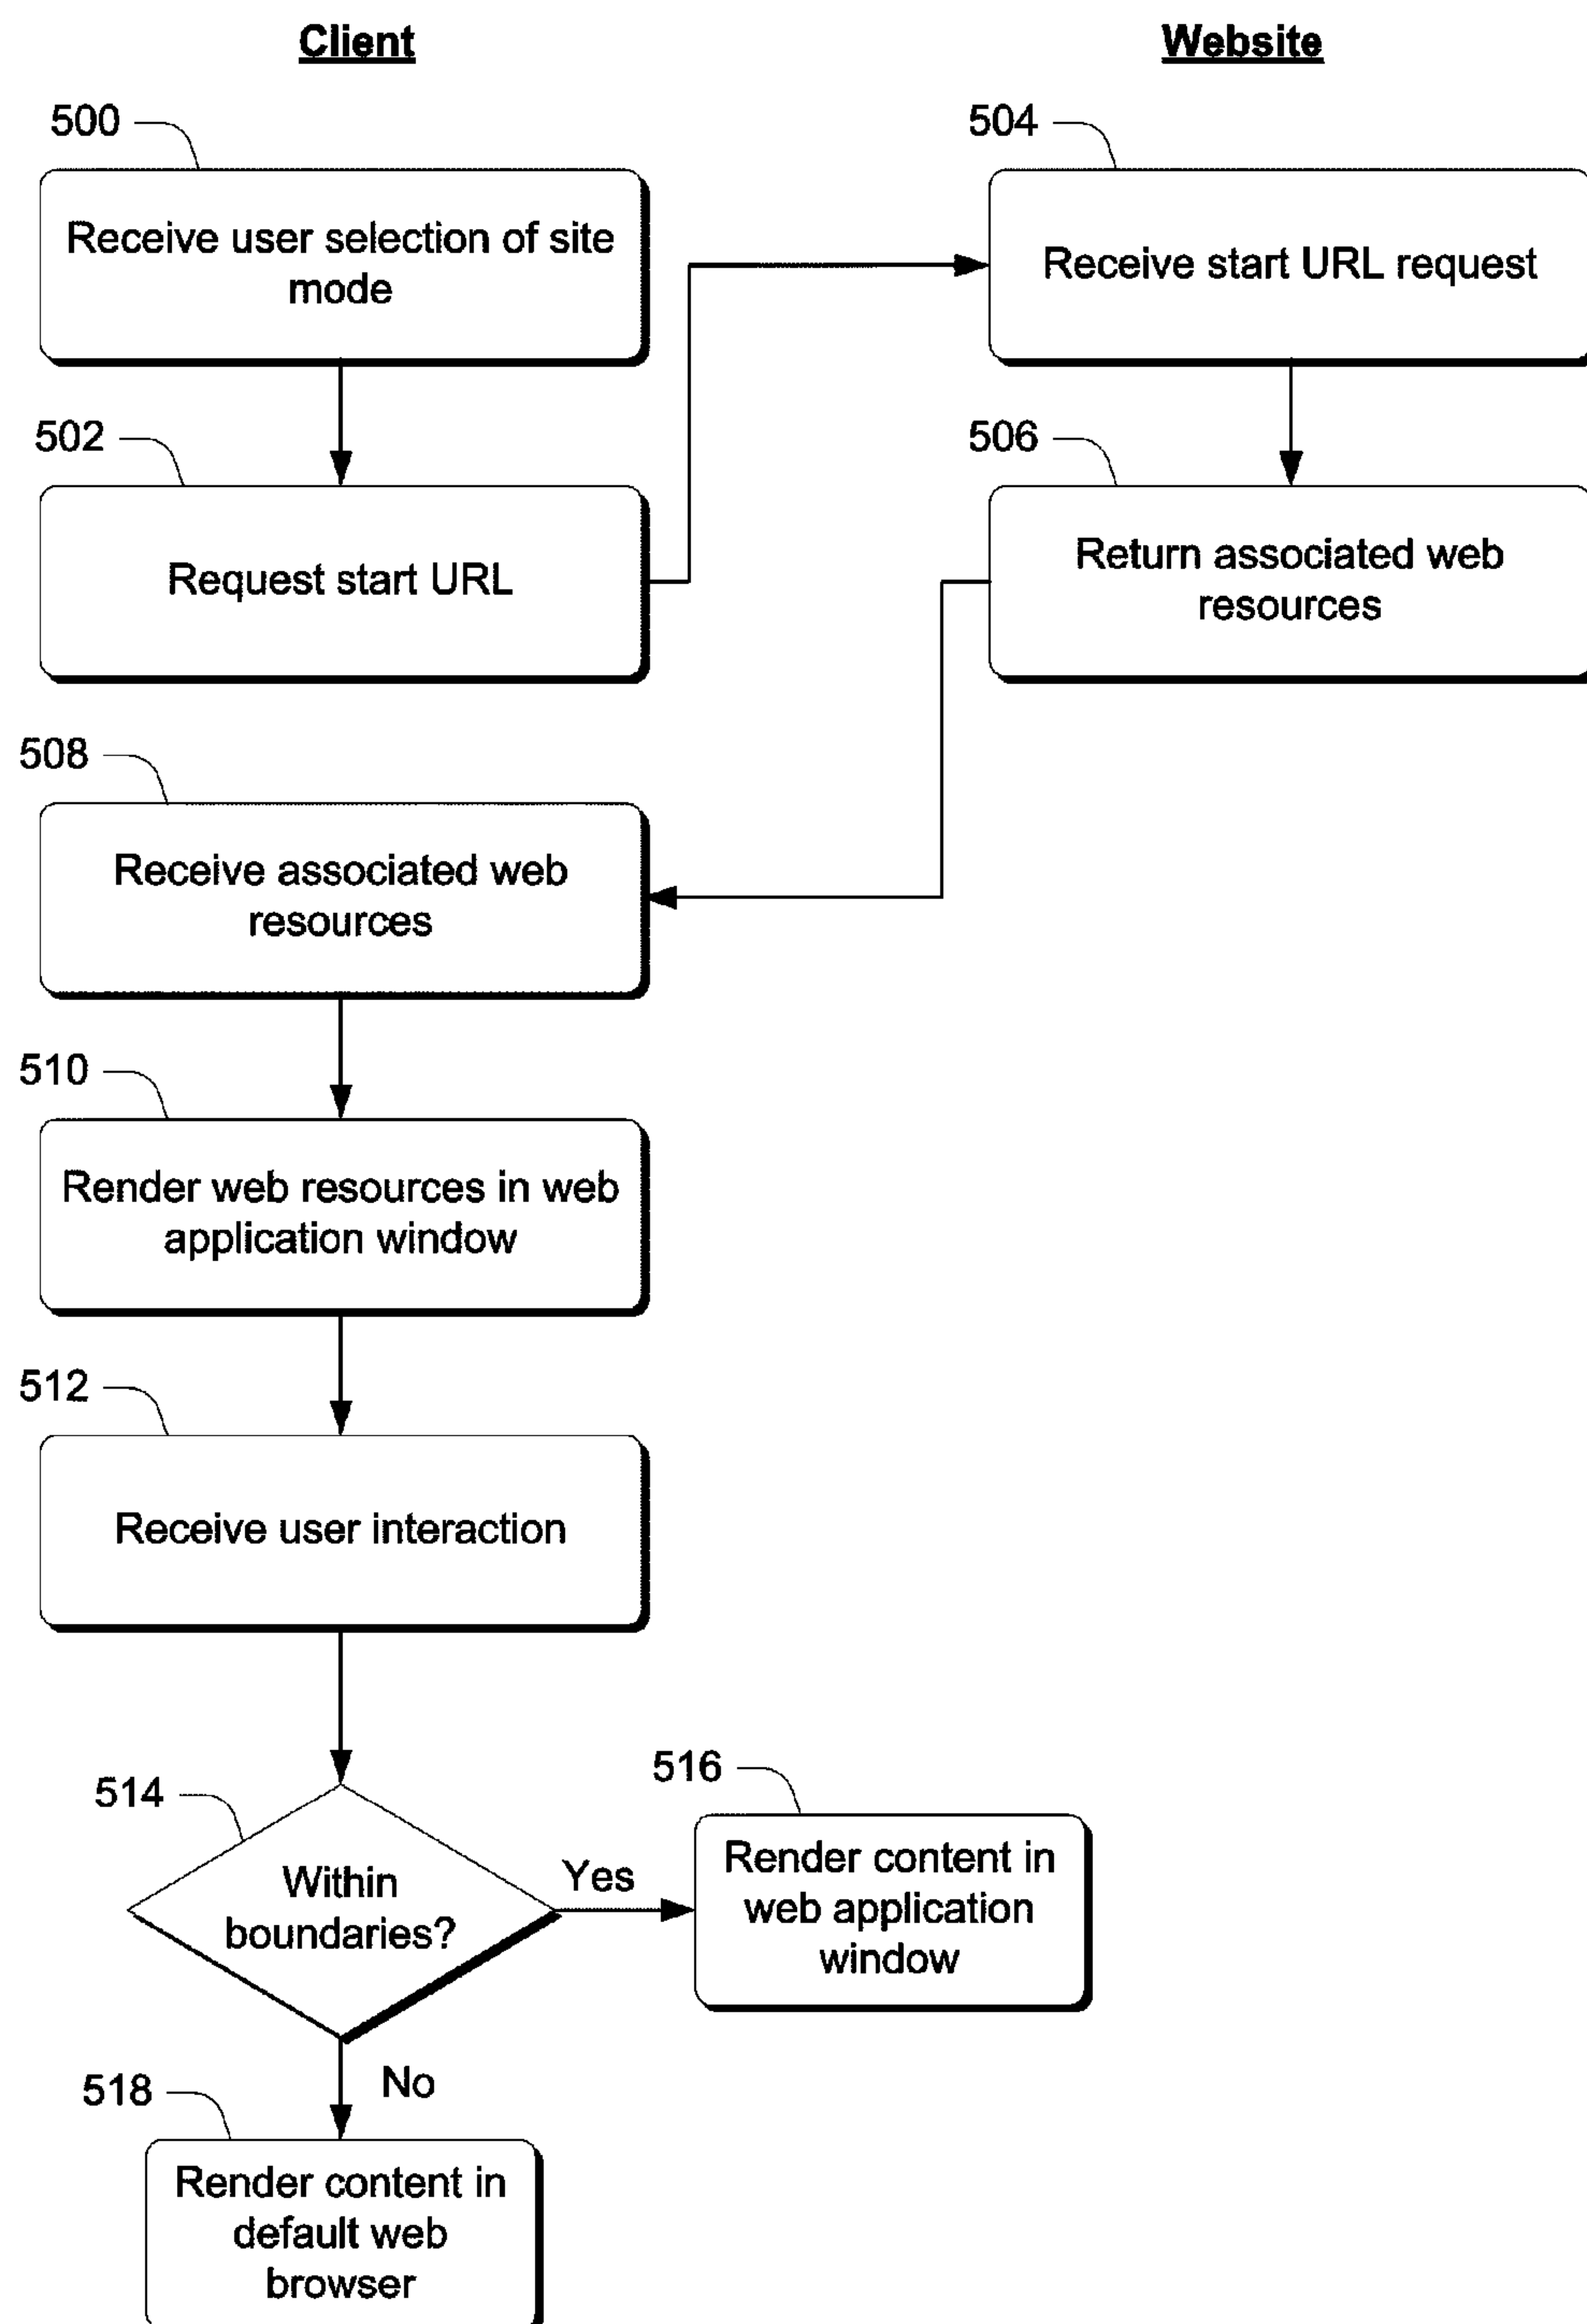 Client
Website
500
504
Receive user selection of site
mode
Receive start URL request
502
506
Request start URL
Return associated web
resources
508
Receive associated web
resources
510
Render web resources in web
application window
512
Receive user interaction
514
Within
boundaries?
Yes
516
Render content in
web application
window
No
518
Render content in
default web
browser